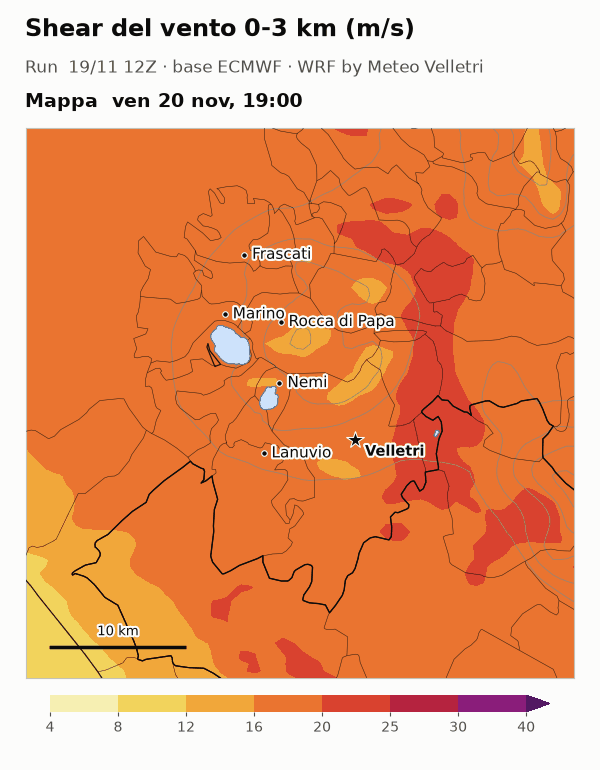 Shear del vento 0-3 km (m/s)
Run 19/11 12Z · base ECMWF · WRF by Meteo Velletri
Mappa ven 20 nov, 19:00
Frascati
Marino
Rocca di Papa
Nemi
Velletri
Lanuvio
10 km
4 8 12 16 20 25 30 40